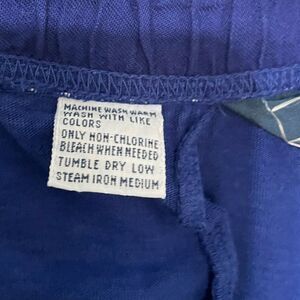 MACHINE WASH WARM
WASH WITH LIKE
COLORS
ONLY NON-CHLORINE
BLEACH WHEN NEEDED
TUMBLE DRY LOW
STEAM IRON MEDIUM